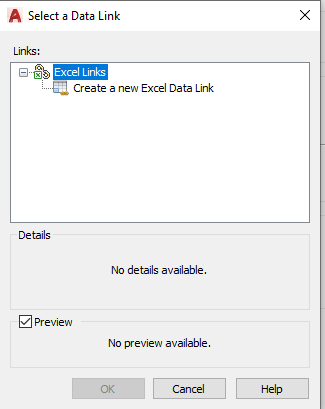 Select a Data Link
Links:
Excel Links
Create a new Excel Data Link
Details
No details available.
Preview
No preview available.
OK Cancel Help